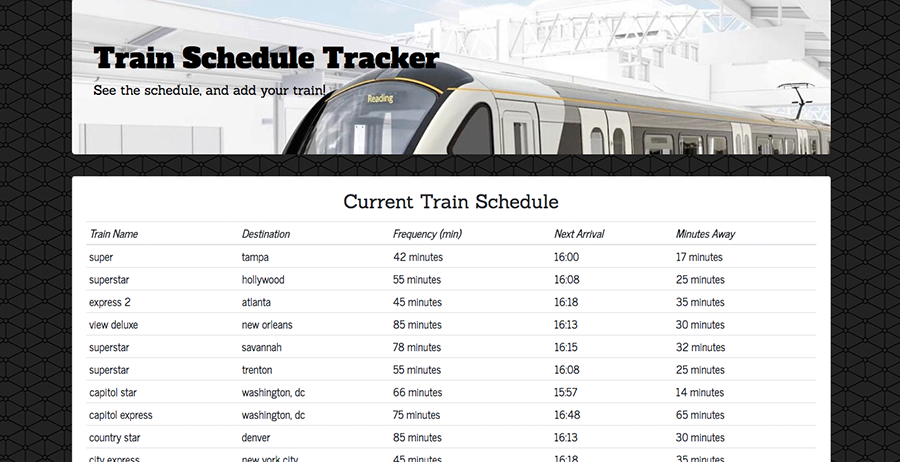 Train Schedule Tracker
See the schedule, and add your train!
Reading
Current Train Schedule
Train Name Destination Frequency (min) Next Arrival Minutes Away
super tampa 42 minutes 16:00 17 minutes
superstar hollywood 55 minutes 16:08 25 minutes
express 2 atlanta 45 minutes 16:18 35 minutes
view deluxe new orleans 85 minutes 16:13 30 minutes
superstar savannah 78 minutes 16:15 32 minutes
superstar trenton 55 minutes 16:08 25 minutes
capitol star washington, dc 66 minutes 15:57 14 minutes
capitol express washington, dc 75 minutes 16:48 65 minutes
country star denver 85 minutes 16:13 30 minutes
city express new york city 45 minutes 16:18 35 minutes